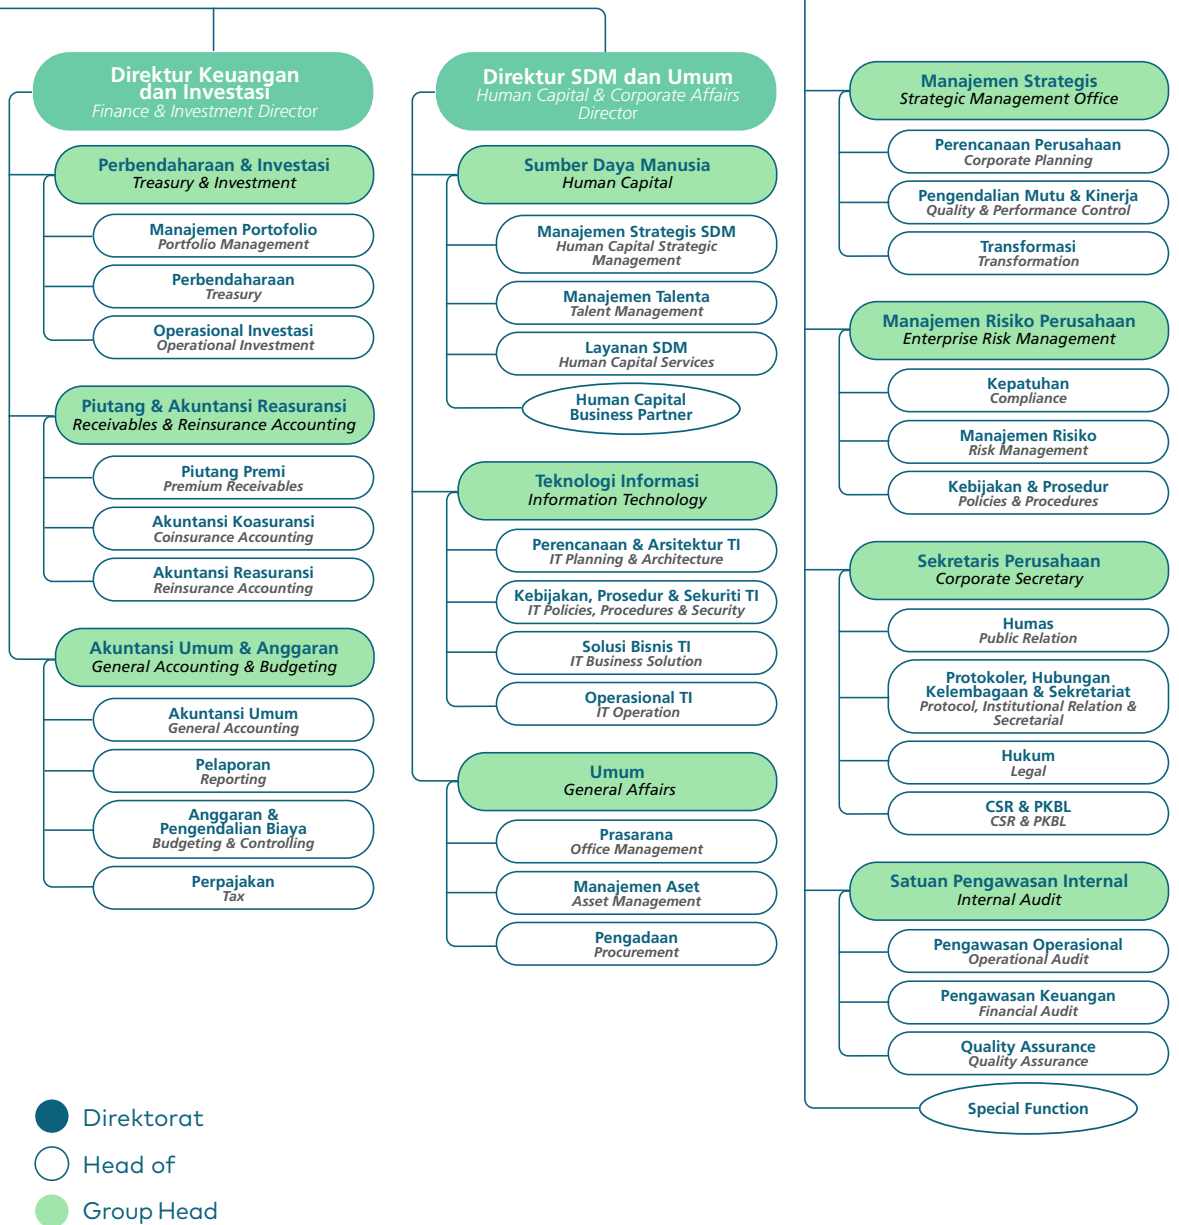 Direktur Keuangan
dan Investasi
Finance & Investment Director
Perbendaharaan & Investasi
Treasury & Investment
Manajemen Portofolio
Portfolio Management
Perbendaharaan
Treasury
Operasional Investasi
Operational Investment
Piutang & Akuntansi Reasuransi
Receivables & Reinsurance Accounting
Piutang Premi
Premium Receivables
Akuntansi Koasuransi
Coinsurance Accounting
Akuntansi Reasuransi
Reinsurance Accounting
Akuntansi Umum & Anggaran
General Accounting & Budgeting
Akuntansi Umum
General Accounting
Pelaporan
Reporting
Anggaran &
Pengendalian Biaya
Budgeting & Controlling
Perpajakan
Tax
Direktur SDM dan Umum
Human Capital & Corporate Affairs
Director
Sumber Daya Manusia
Human Capital
Manajemen Strategis SDM
Human Capital Strategic
Management
Manajemen Talenta
Talent Management
Layanan SDM
Human Capital Services
Human Capital
Business Partner
Teknologi Informasi
Information Technology
Perencanaan & Arsitektur TI
IT Planning & Architecture
Kebijakan, Prosedur & Sekuriti TI
IT Policies, Procedures & Security
Solusi Bisnis TI
IT Business Solution
Operasional TI
IT Operation
Umum
General Affairs
Prasarana
Office Management
Manajemen Aset
Asset Management
Pengadaan
Procurement
Manajemen Strategis
Strategic Management Office
Perencanaan Perusahaan
Corporate Planning
Pengendalian Mutu & Kinerja
Quality & Performance Control
Transformasi
Transformation
Manajemen Risiko Perusahaan
Enterprise Risk Management
Kepatuhan
Compliance
Manajemen Risiko
Risk Management
Kebijakan & Prosedur
Policies & Procedures
Sekretaris Perusahaan
Corporate Secretary
Humas
Public Relation
Protokoler, Hubungan
Kelembagaan & Sekretariat
Protocol, Institutional Relation &
Secretarial
Hukum
Legal
CSR & PKBL
CSR & PKBL
Satuan Pengawasan Internal
Internal Audit
Pengawasan Operasional
Operational Audit
Pengawasan Keuangan
Financial Audit
Quality Assurance
Quality Assurance
Special Function
Direktorat
Head of
Group Head